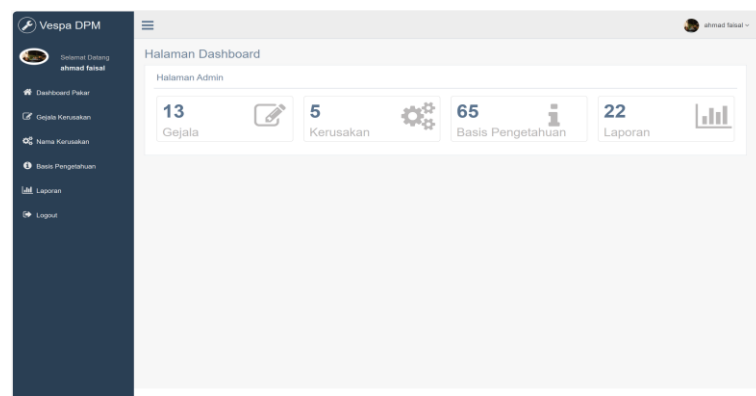 Vespa DPM
ahmad faisal
Selamat Datang
ahmad faisal
Halaman Dashboard
Halaman Admin
Dashboard Pakar
Gejala Kerusakan
Nama Kerusakan
Basis Pengetahuan
Laporan
Logout
13
Gejala
5
Kerusakan
65
Basis Pengetahuan
22
Laporan